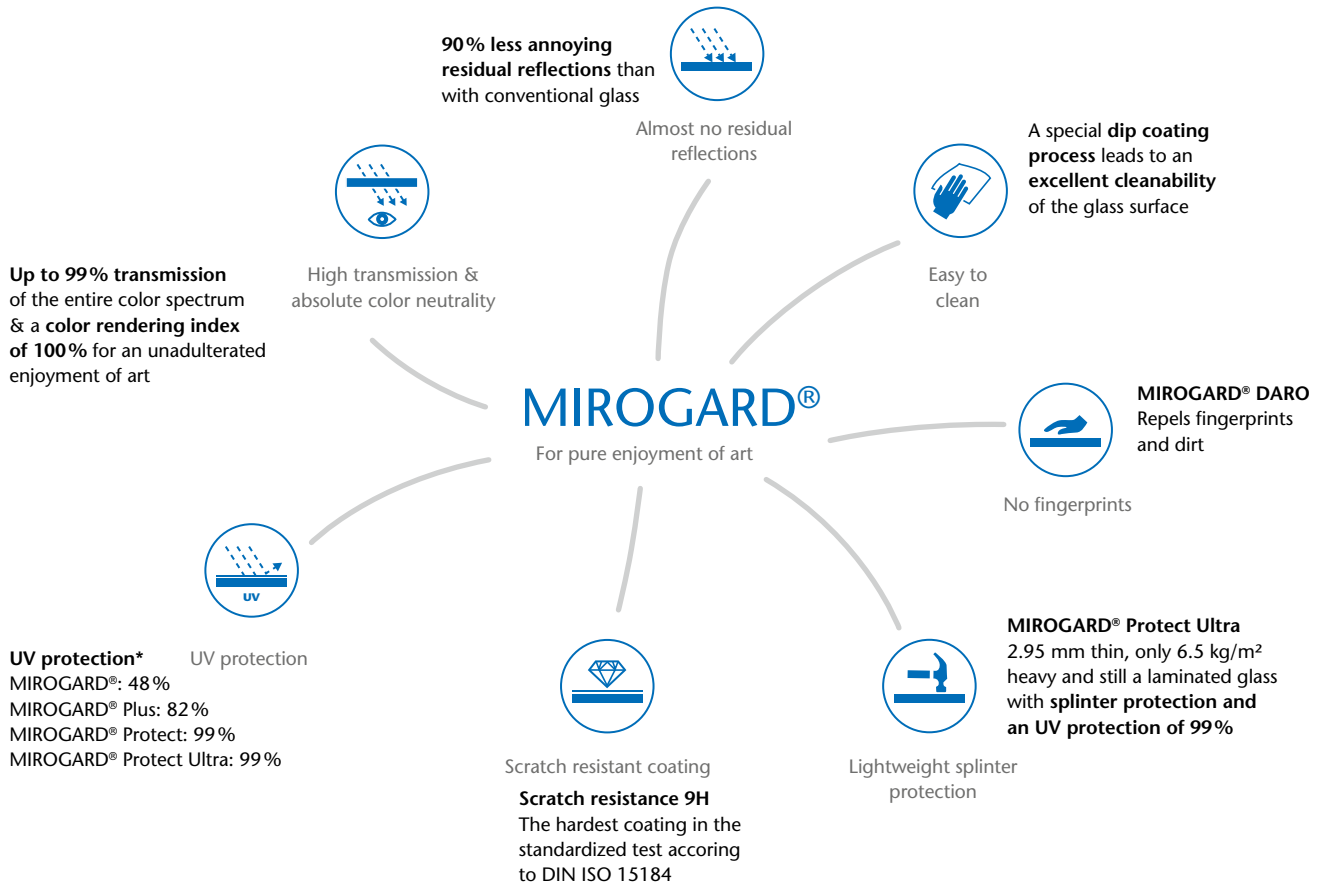 90% less annoying
residual reflections than
with conventional glass
Almost no residual
reflections
A special dip coating
process leads to an
excellent cleanability
of the glass surface
Easy to
clean
Up to 99% transmission
of the entire color spectrum
& a color rendering index
of 100% for an unadulterated
enjoyment of art
High transmission &
absolute color neutrality
MIROGARD®
For pure enjoyment of art
MIROGARD® DARO
Repels fingerprints
and dirt
No fingerprints
UV
UV protection
UV protection*
MIROGARD®: 48%
MIROGARD® Plus: 82%
MIROGARD® Protect: 99%
MIROGARD® Protect Ultra: 99%
Scratch resistant coating
Scratch resistance 9H
The hardest coating in the
standardized test accoring
to DIN ISO 15184
MIROGARD® Protect Ultra
2.95 mm thin, only 6.5 kg/m²
heavy and still a laminated glass
with splinter protection and
an UV protection of 99%
Lightweight splinter
protection